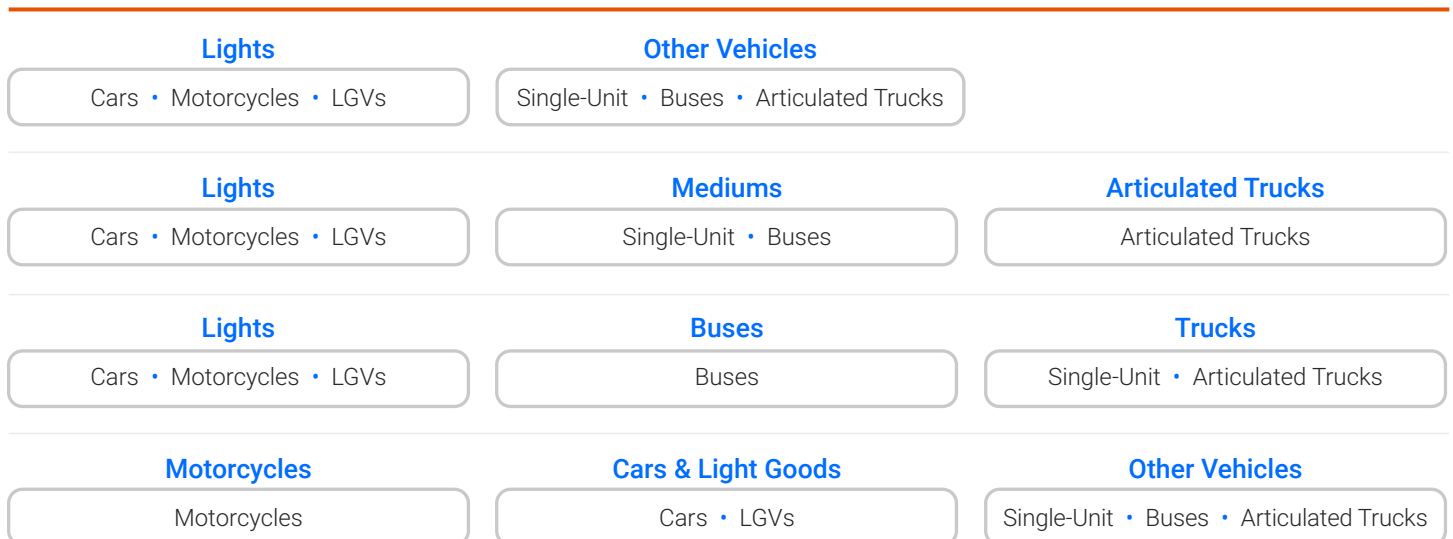 Lights Other Vehicles
Cars • Motorcycles • LGVs Single-Unit • Buses • Articulated Trucks
Lights Mediums Articulated Trucks
Cars • Motorcycles • LGVs Single-Unit • Buses Articulated Trucks
Lights Buses Trucks
Cars • Motorcycles • LGVs Buses Single-Unit • Articulated Trucks
Motorcycles Cars & Light Goods Other Vehicles
Motorcycles Cars • LGVs Single-Unit • Buses • Articulated Trucks